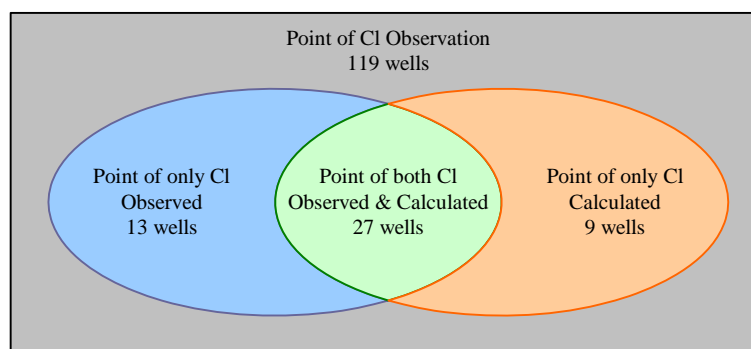 Point of Cl Observation
119 wells
Point of only Cl
Observed
13 wells
Point of both Cl
Observed & Calculated
27 wells
Point of only Cl
Calculated
9 wells